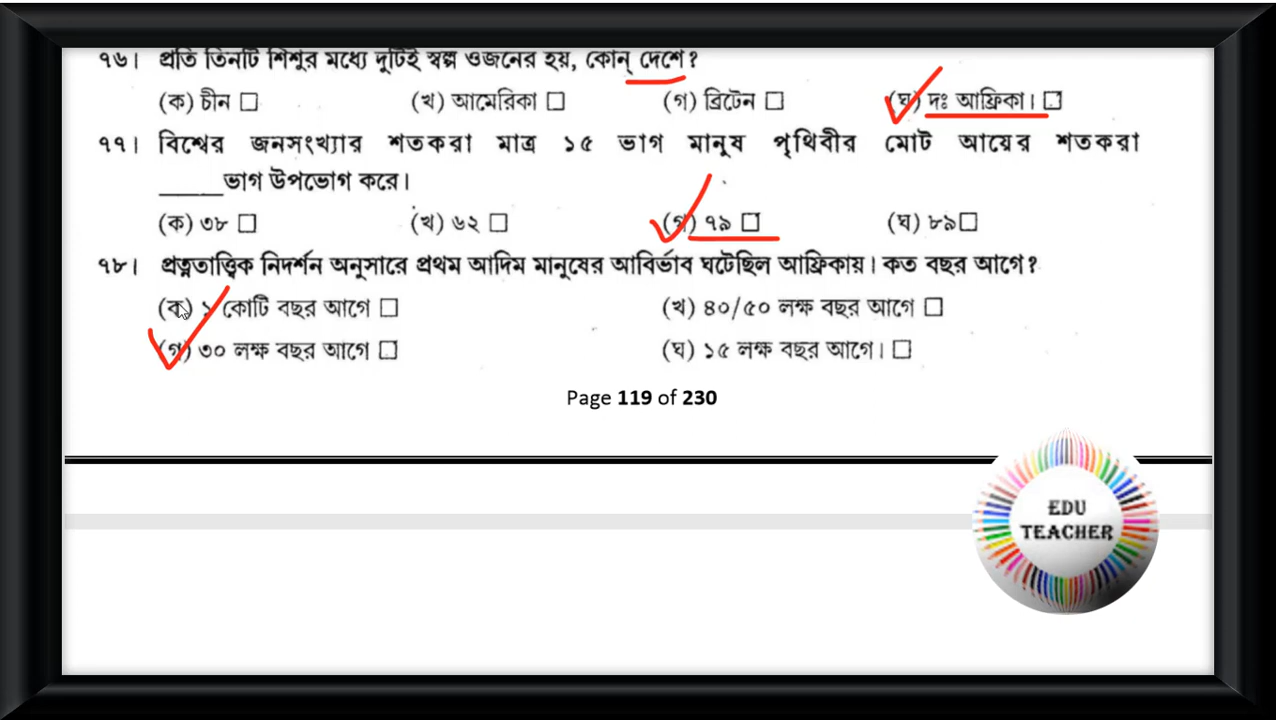 ৭৬। প্রতি তিনটি শিশুর মধ্যে দুটিই স্বল্প ওজনের হয়, কোন্ দেশে?
(ক) চীন (খ) আমেরিকা (গ) ব্রিটেন (ঘ) দঃ আফ্রিকা।
৭৭। বিশ্বের জনসংখ্যার শতকরা মাত্র ১৫ ভাগ মানুষ পৃথিবীর মোট আয়ের শতকরা
______ভাগ উপভোগ করে।
(ক) ৩৮ (খ) ৬২ (গ) ৭৯ (ঘ) ৮৯
৭৮। প্রত্নতাত্ত্বিক নিদর্শন অনুসারে প্রথম আদিম মানুষের আবির্ভাব ঘটেছিল আফ্রিকায়। কত বছর আগে?
(ক) ১ কোটি বছর আগে (খ) ৪০/৫০ লক্ষ বছর আগে
(গ) ৩০ লক্ষ বছর আগে (ঘ) ১৫ লক্ষ বছর আগে।
Page 119 of 230
EDU
TEACHER